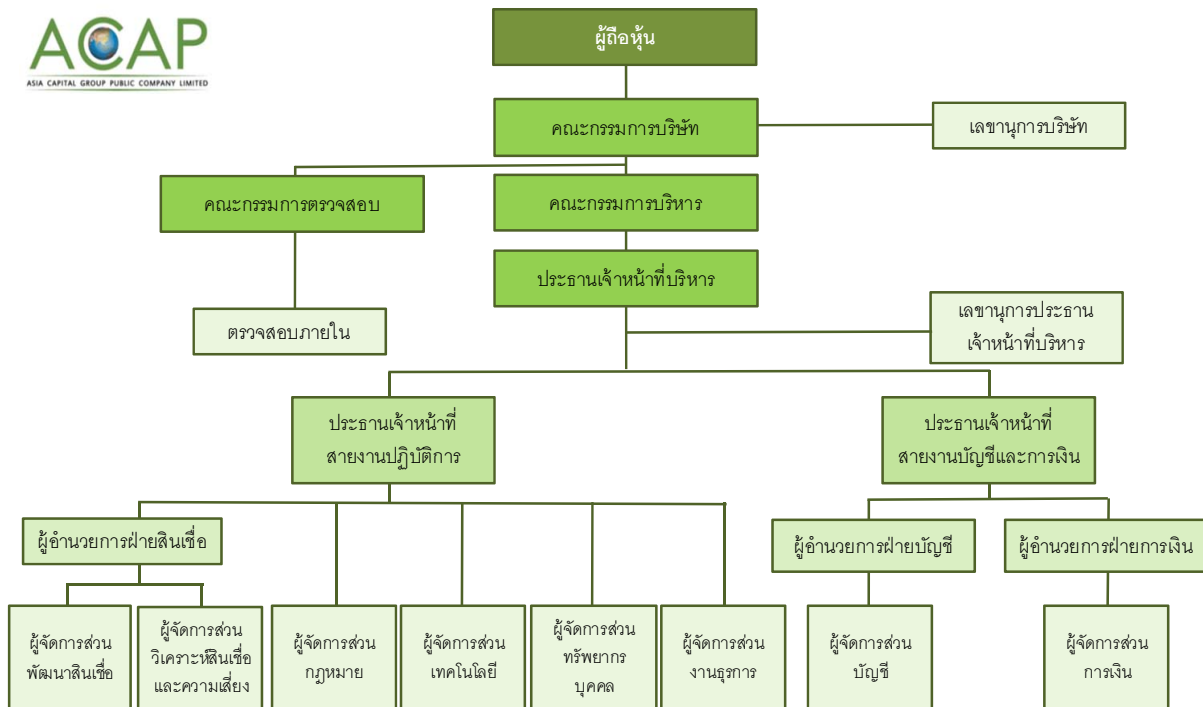 ACAP
ASIA CAPITAL GROUP PUBLIC COMPANY LIMITED
ผู้ถือหุ้น
คณะกรรมการบริษัท
เลขานุการบริษัท
คณะกรรมการตรวจสอบ
คณะกรรมการบริหาร
ประธานเจ้าหน้าที่บริหาร
ตรวจสอบภายใน
เลขานุการประธาน
เจ้าหน้าที่บริหาร
ประธานเจ้าหน้าที่
สายงานปฏิบัติการ
ประธานเจ้าหน้าที่
สายงานบัญชีและการเงิน
ผู้อำนวยการฝ่ายสินเชื่อ
ผู้อำนวยการฝ่ายบัญชี
ผู้อำนวยการฝ่ายการเงิน
ผู้จัดการส่วน
พัฒนาสินเชื่อ
ผู้จัดการส่วน
วิเคราะห์สินเชื่อ
และความเสี่ยง
ผู้จัดการส่วน
กฎหมาย
ผู้จัดการส่วน
เทคโนโลยี
ผู้จัดการส่วน
ทรัพยากร
บุคคล
ผู้จัดการส่วน
งานธุรการ
ผู้จัดการส่วน
บัญชี
ผู้จัดการส่วน
การเงิน